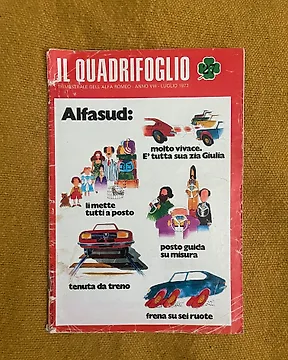 IL QUADRIFOGLIO
TRIMESTRALE DELL'ALFA ROMEO - ANNO VIII - LUGLIO 1973
Alfasud:
molto vivace.
E' tutta sua zia Giulia
li mette
tutti a posto
posto guida
su misura
tenuta da treno
frena su sei ruote